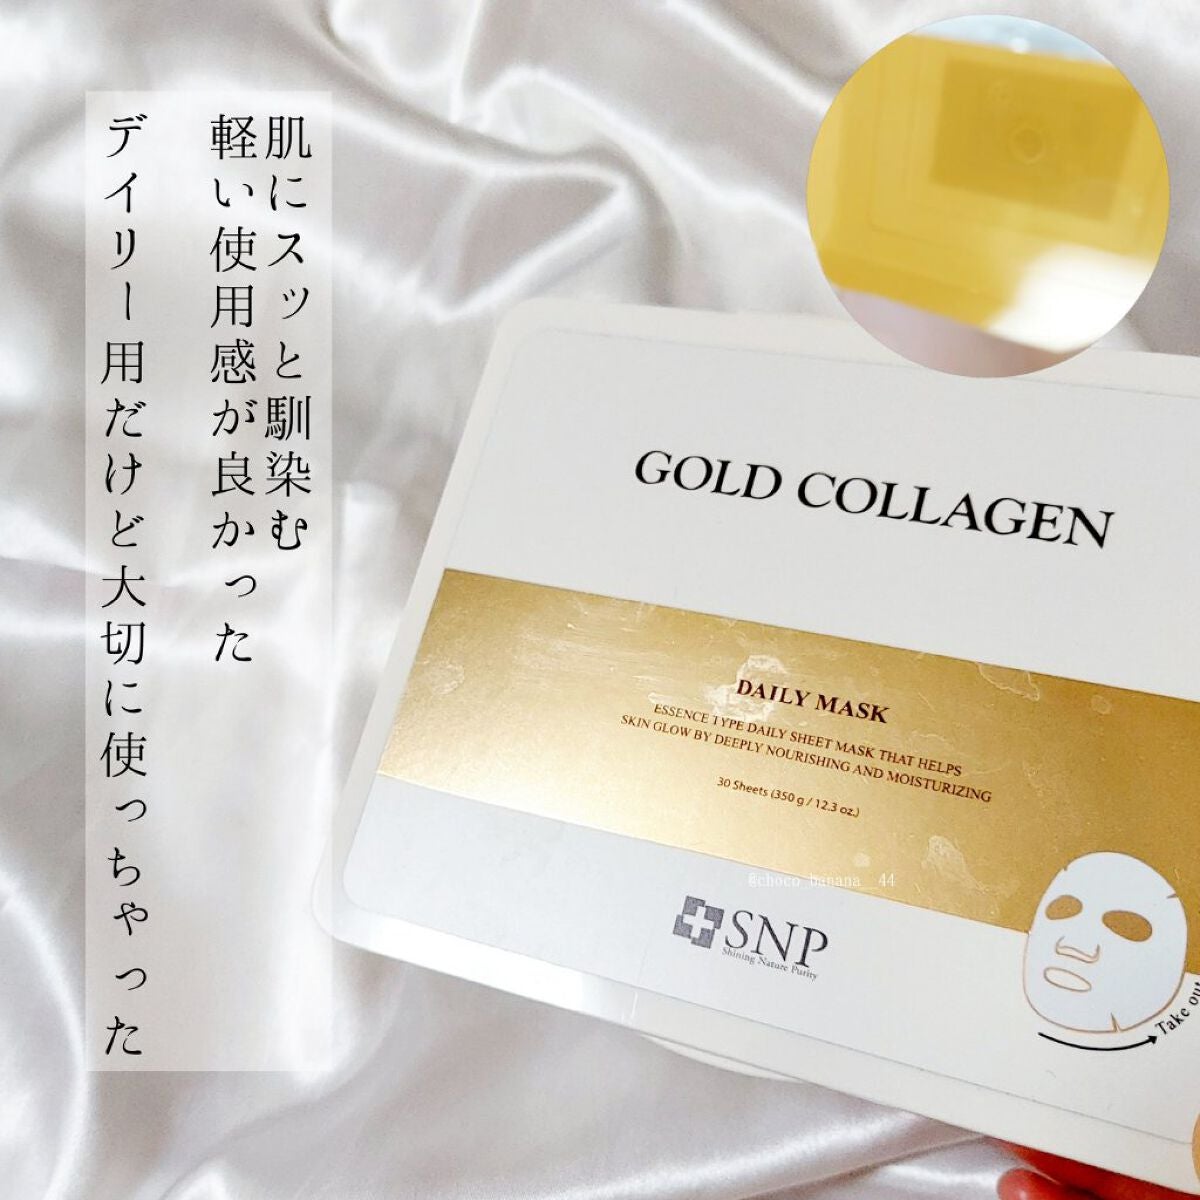 肌にスッと馴染む
軽い使用感が良かった
デイリー用だけど大切に使っちゃった
GOLD COLLAGEN
DAILY MASK
ESSENCE TYPE DAILY SHEET MASK THAT HELPS
SKIN GLOW BY DEEPLY NOURISHING AND MOISTURIZING
30 Sheets (350 g / 12.3 oz.)
@choco_banana__44
SNP
Shining Nature Purity
Take out